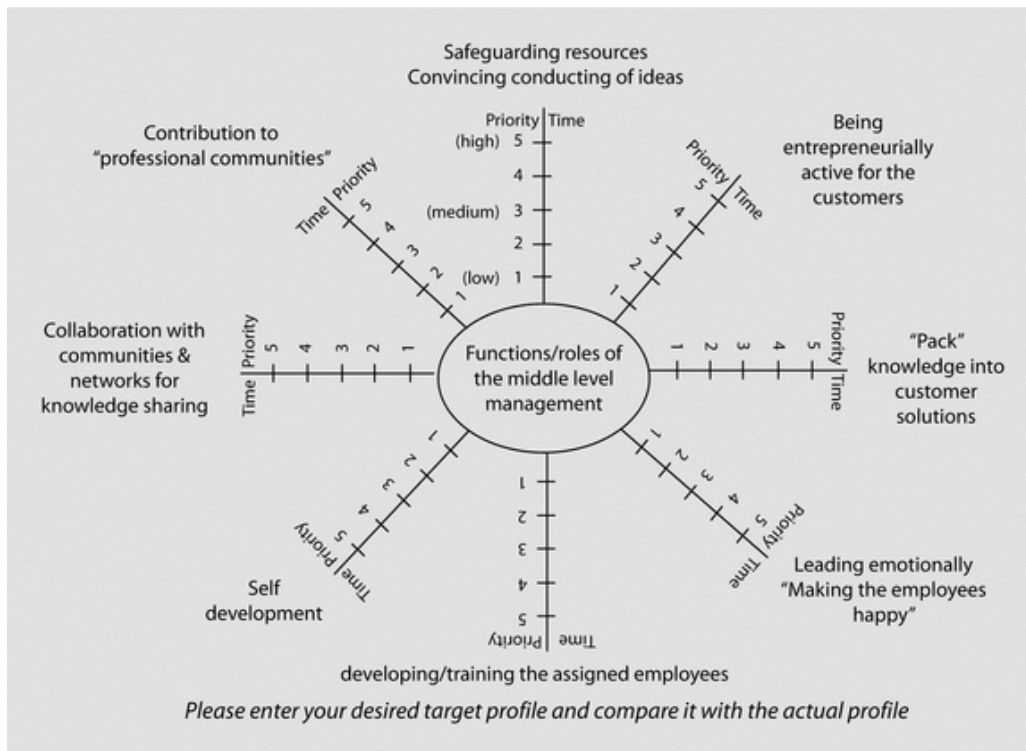 Safeguarding resources
Convincing conducting of ideas
Priority Time
(high) 5
4
(medium) 3
2
(low) 1
Being
entrepreneurially
active for the
customers
Priority Time
5
4
3
2
1
"Pack"
knowledge into
customer
solutions
Priority Time
1 2 3 4 5
Leading emotionally
"Making the employees
happy"
Priority Time
1
2
3
4
5
developing/training the assigned employees
Priority Time
1
2
3
4
5
Self
development
Priority Time
1
2
3
4
5
Collaboration with
communities &
networks for
knowledge sharing
Time Priority
5 4 3 2 1
Contribution to
"professional communities"
Time Priority
5
4
3
2
1
Functions/roles of
the middle level
management
Please enter your desired target profile and compare it with the actual profile